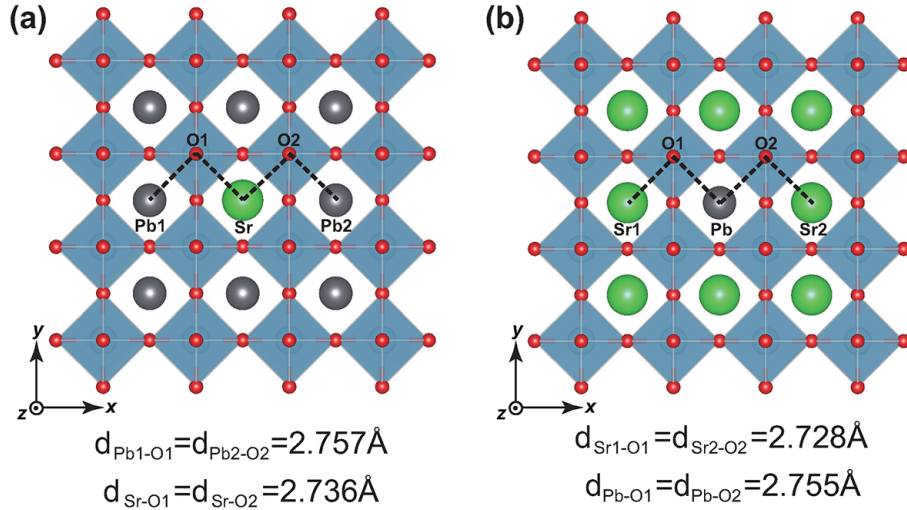 (a)
(b)
O1 O2
O1 O2
Pb1 Sr Pb2
Sr1 Pb Sr2
y
z x
y
z x
dPb1-O1=dPb2-O2=2.757Å
dSr-O1=dSr-O2=2.736Å
dSr1-O1=dSr2-O2=2.728Å
dPb-O1=dPb-O2=2.755Å